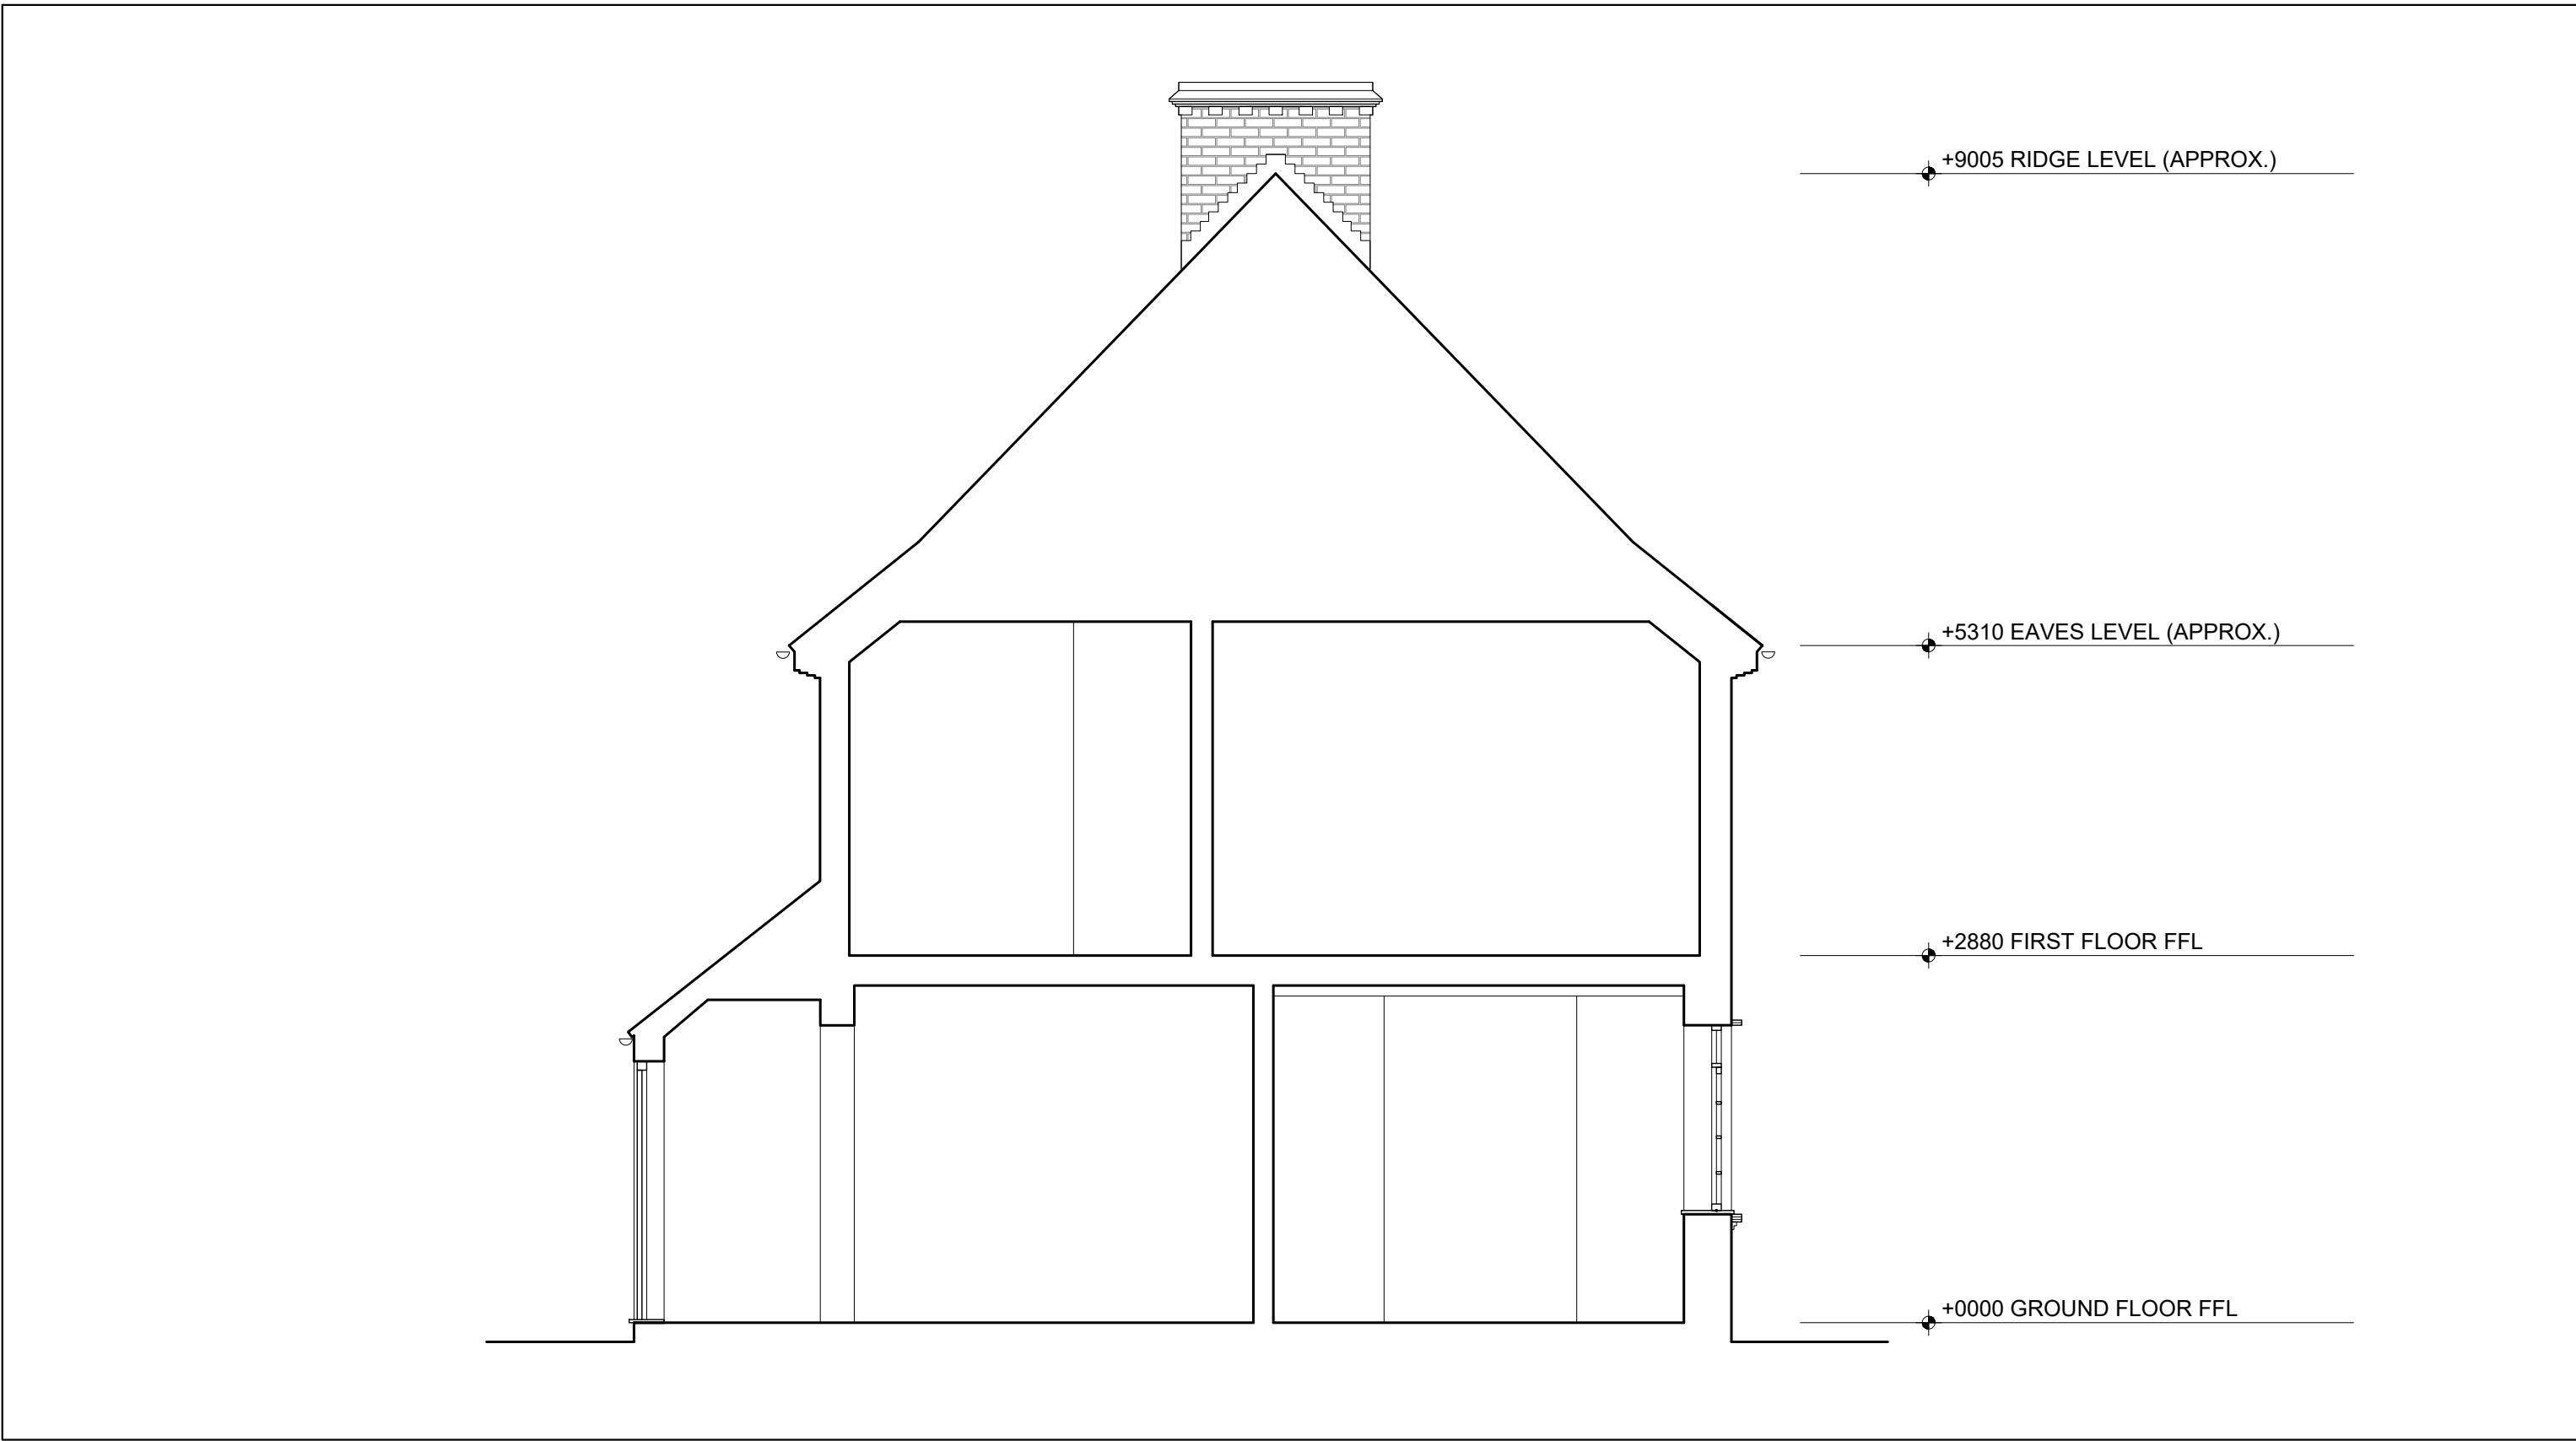 +9005 RIDGE LEVEL (APPROX.)
+5310 EAVES LEVEL (APPROX.)
+2880 FIRST FLOOR FFL
+0000 GROUND FLOOR FFL